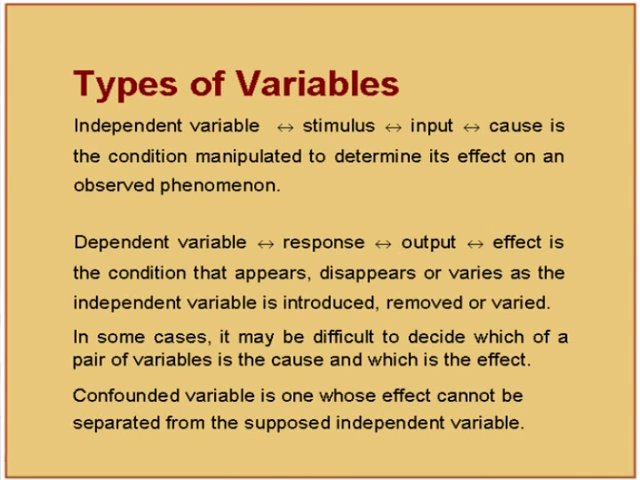 Types of Variables
Independent variable ↔ stimulus ↔ input ↔ cause is
the condition manipulated to determine its effect on an
observed phenomenon.
Dependent variable ↔ response ↔ output ↔ effect is
the condition that appears, disappears or varies as the
independent variable is introduced, removed or varied.
In some cases, it may be difficult to decide which of a
pair of variables is the cause and which is the effect.
Confounded variable is one whose effect cannot be
separated from the supposed independent variable.